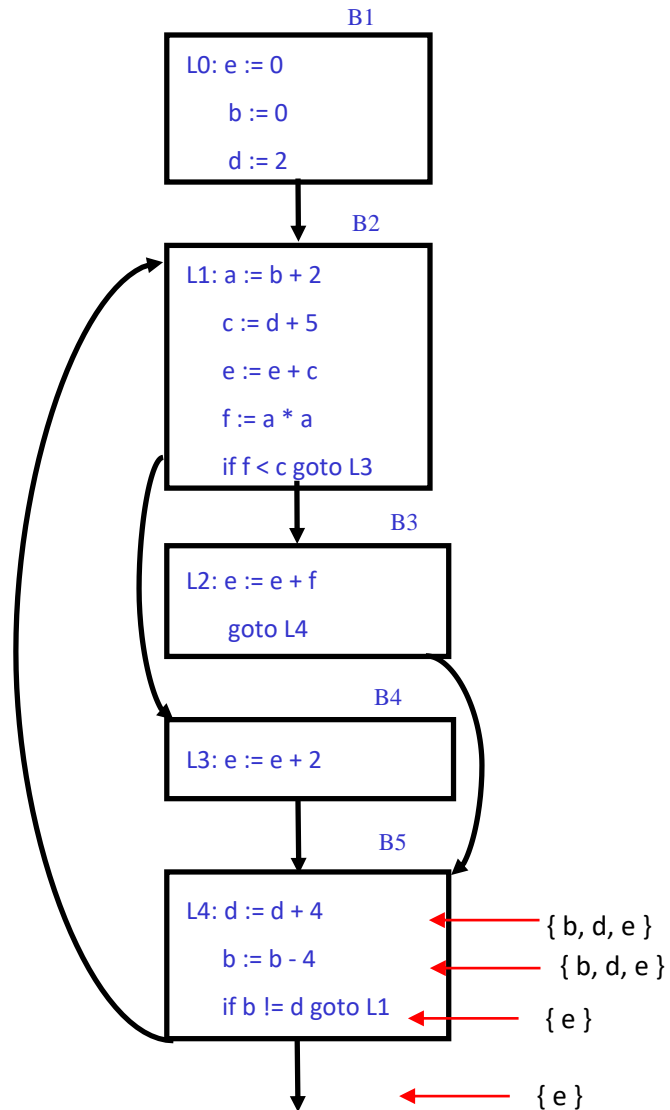 B1
L0: e := 0
b := 0
d := 2
B2
L1: a := b + 2
c := d + 5
e := e + c
f := a * a
if f < c goto L3
B3
L2: e := e + f
goto L4
B4
L3: e := e + 2
B5
L4: d := d + 4
{ b, d, e }
b := b - 4
{ b, d, e }
if b != d goto L1
{ e }
{ e }